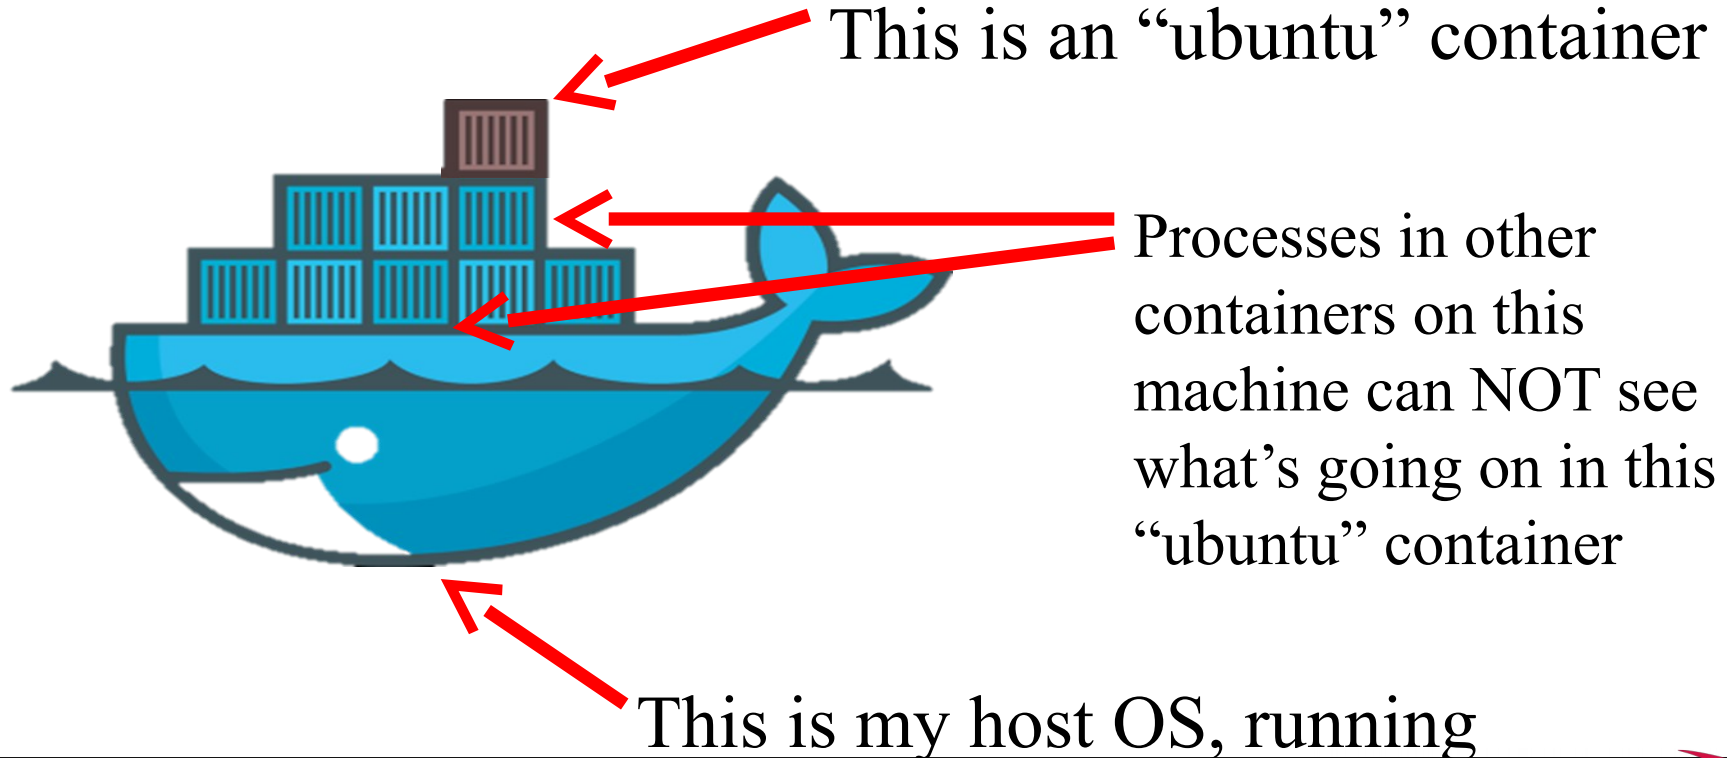 This is an “ubuntu” container
Processes in other
containers on this
machine can NOT see
what’s going on in this
“ubuntu” container
This is my host OS, running